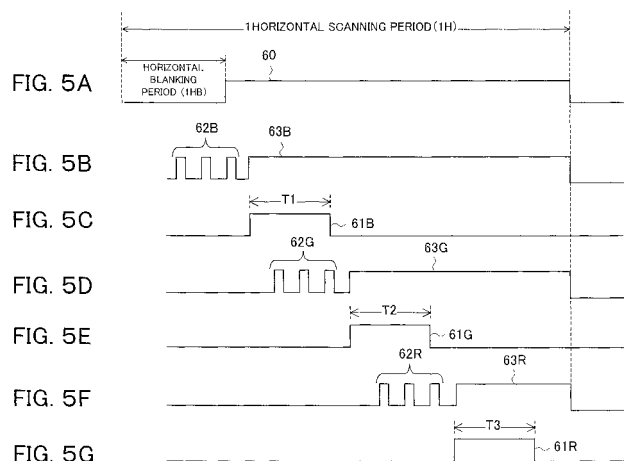 1HORIZONTAL SCANNING PERIOD(1H)
HORIZONTAL
BLANKING
PERIOD (1HB)
60
FIG. 5A
62B
63B
FIG. 5B
T1
FIG. 5C
61B
62G
63G
FIG. 5D
T2
FIG. 5E
61G
62R
63R
FIG. 5F
T3
FIG. 5G
61R